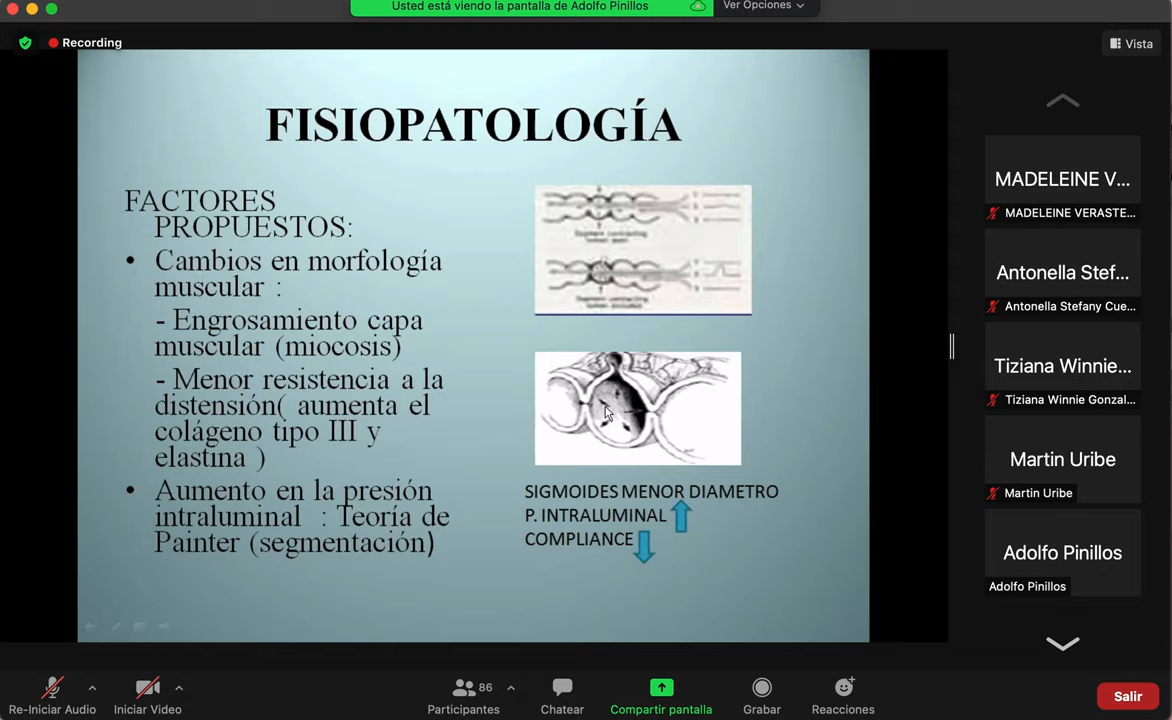 Usted está viendo la pantalla de Adolfo Pinillos
Ver Opciones
Recording
Vista
FISIOPATOLOGÍA
FACTORES
PROPUESTOS:
• Cambios en morfología
muscular :
- Engrosamiento capa
muscular (miocosis)
- Menor resistencia a la
distensión( aumenta el
colágeno tipo III y
elastina )
• Aumento en la presión
intraluminal : Teoría de
Painter (segmentación)
SIGMOIDES MENOR DIAMETRO
P. INTRALUMINAL
COMPLIANCE
MADELEINE V...
MADELEINE VERASTE...
Antonella Stef...
Antonella Stefany Cue...
Tiziana Winnie...
Tiziana Winnie Gonzal...
Martin Uribe
Martin Uribe
Adolfo Pinillos
Adolfo Pinillos
Re-Iniciar Audio
Iniciar Video
86
Participantes
Chatear
Compartir pantalla
Grabar
Reacciones
Salir